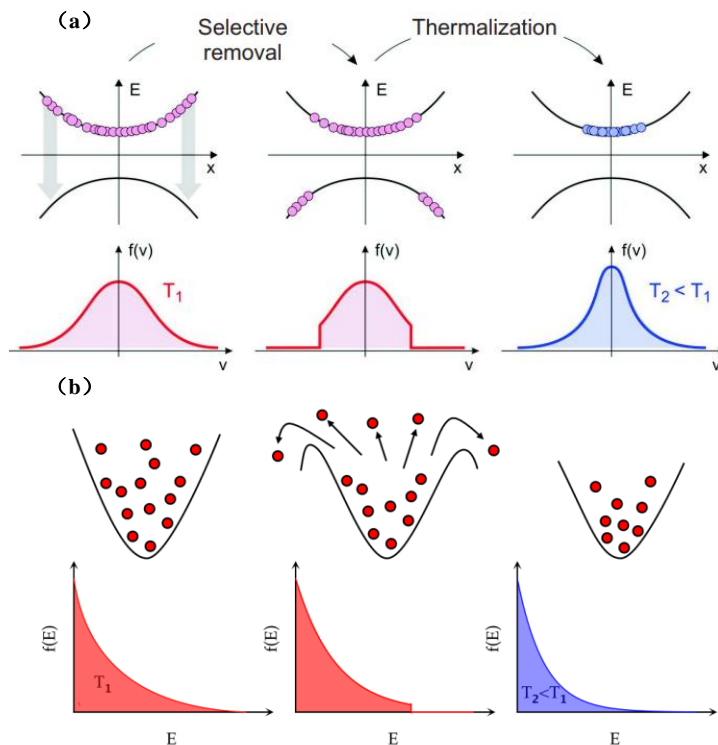 (a)
Selective
removal
Thermalization
E
x
E
x
E
x
f(v)
T1
v
f(v)
v
f(v)
T2 < T1
v
(b)
f(E)
T1
E
f(E)
E
f(E)
T2<T1
E